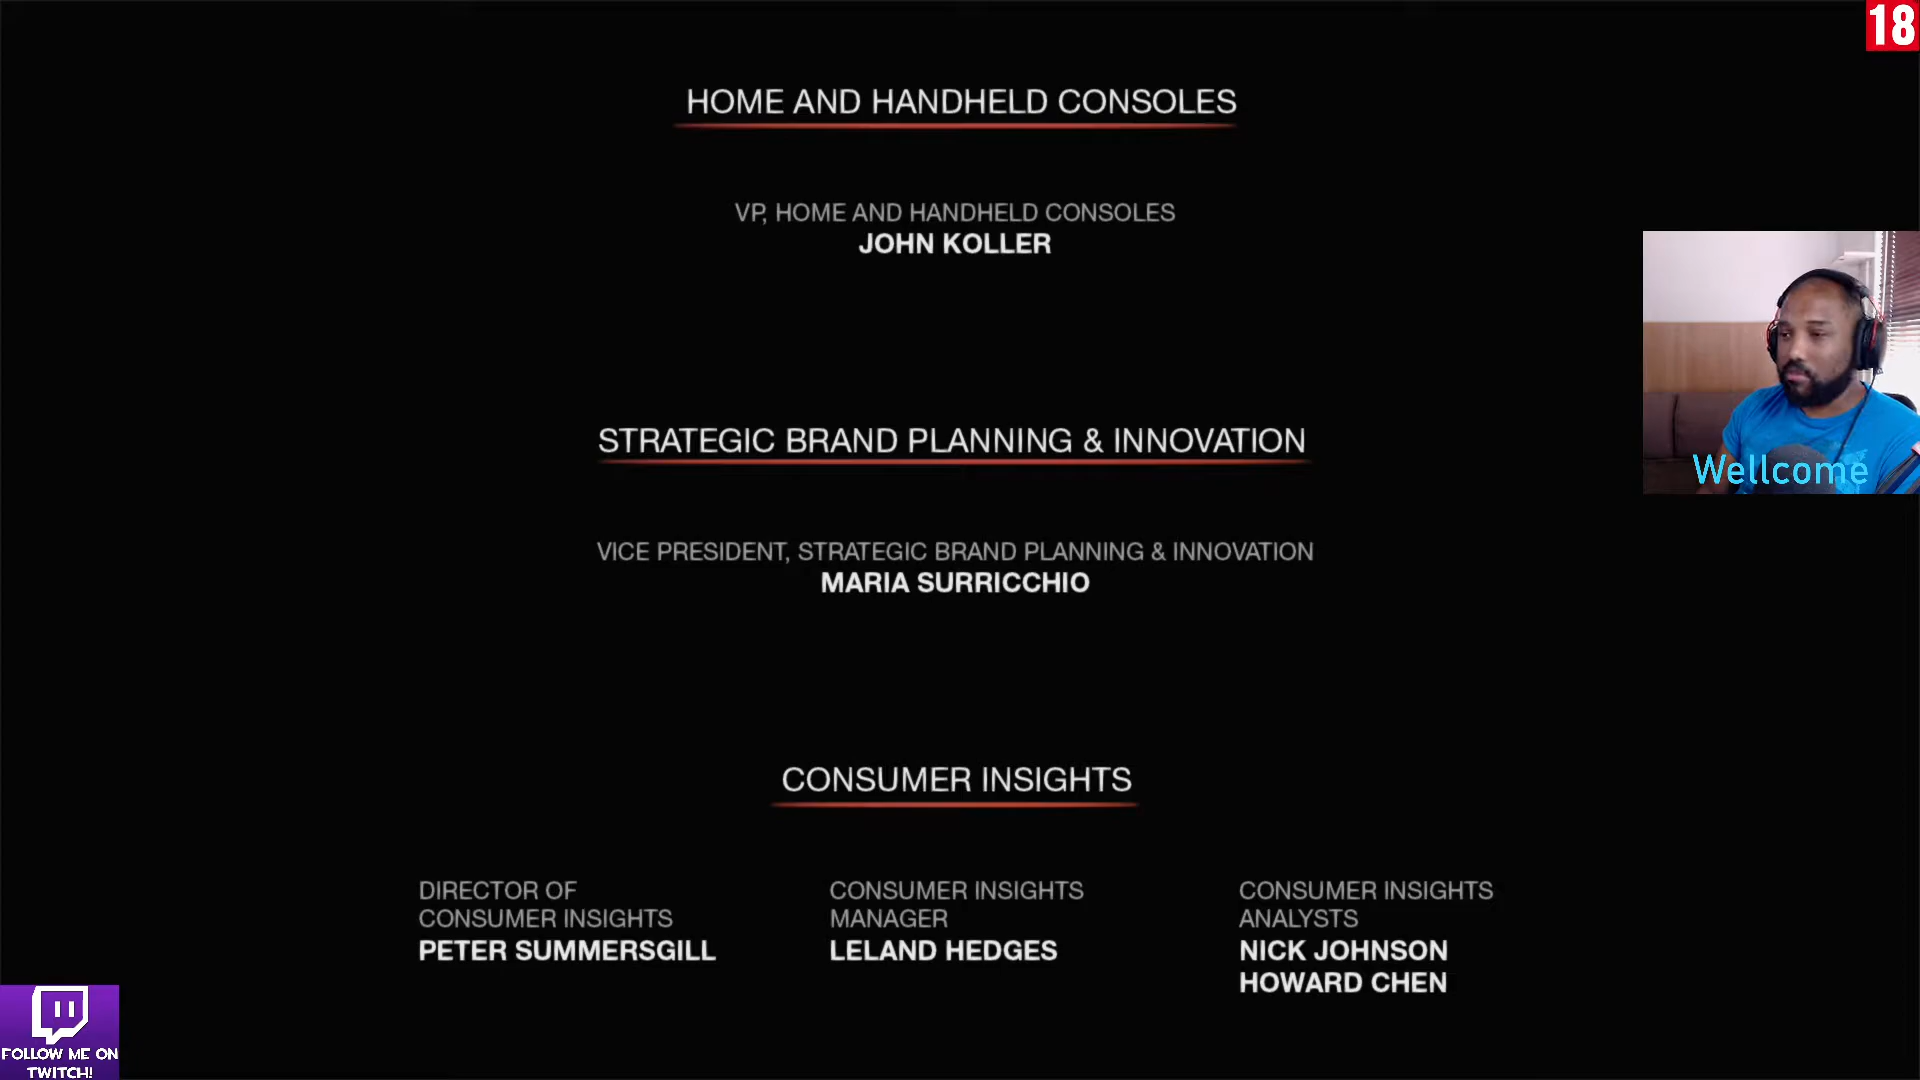 18
HOME AND HANDHELD CONSOLES
VP, HOME AND HANDHELD CONSOLES
JOHN KOLLER
STRATEGIC BRAND PLANNING & INNOVATION
Wellcome
VICE PRESIDENT, STRATEGIC BRAND PLANNING & INNOVATION
MARIA SURRICCHIO
CONSUMER INSIGHTS
DIRECTOR OF
CONSUMER INSIGHTS
PETER SUMMERSGILL
CONSUMER INSIGHTS
MANAGER
LELAND HEDGES
CONSUMER INSIGHTS
ANALYSTS
NICK JOHNSON
HOWARD CHEN
FOLLOW ME ON
TWITCH!